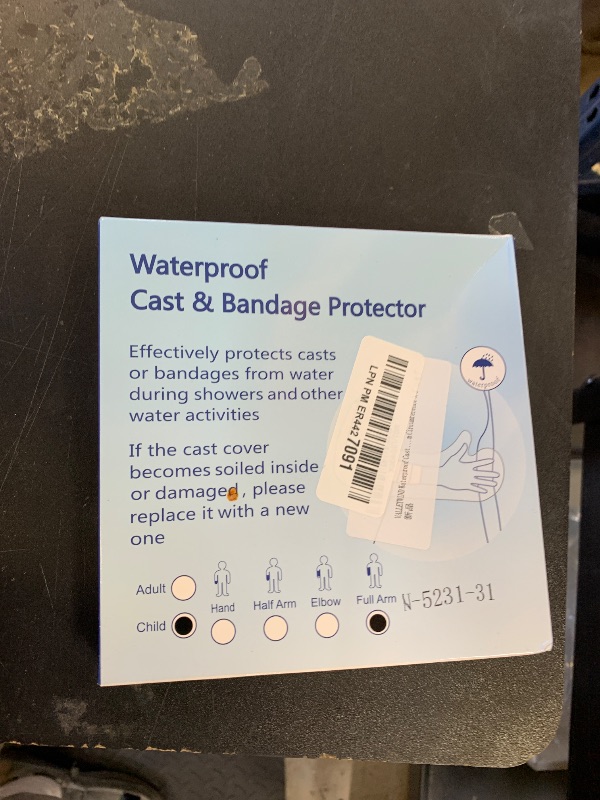 Waterproof
Cast & Bandage Protector
Effectively protects casts
or bandages from water
during showers and other
water activities
If the cast cover
becomes soiled inside
or damaged, please
replace it with a new
one
LPN PM ER4427091
waterproof
Adult
Child
Hand
Half Arm
Elbow
Full Arm
N-5231-31